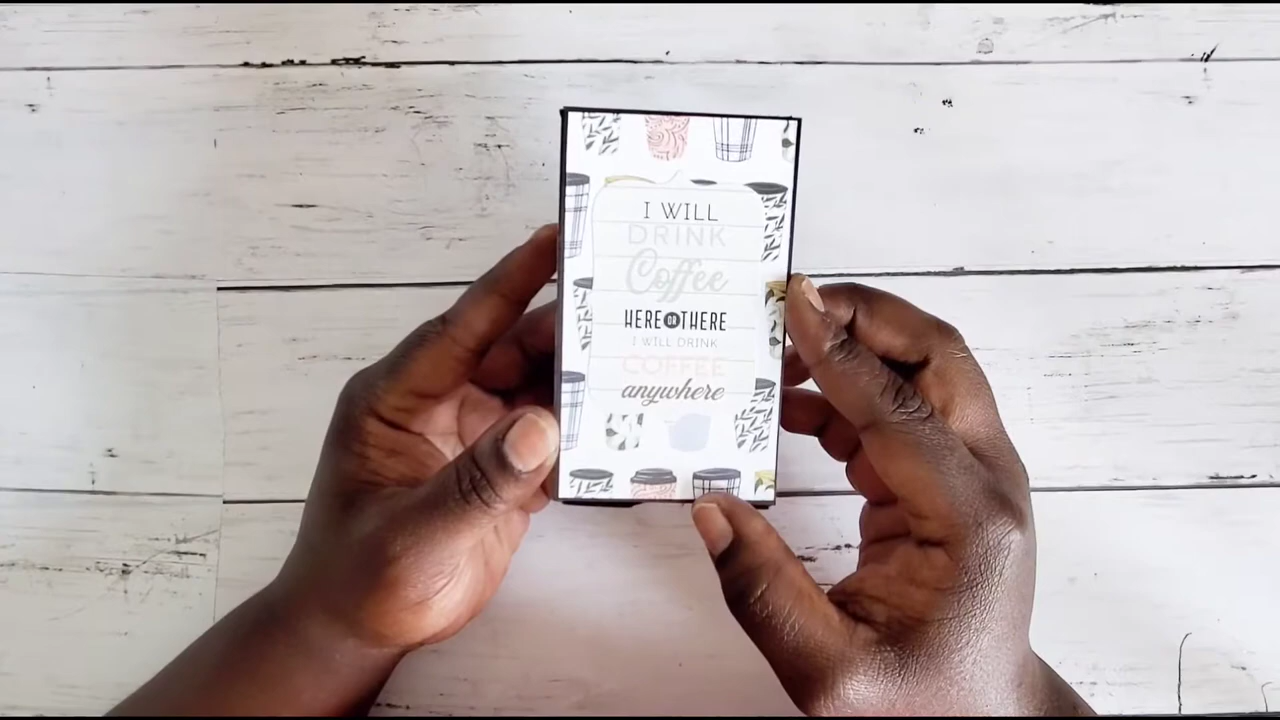 I WILL
DRINK
Coffee
HERE OR THERE
I WILL DRINK
COFFEE
anywhere